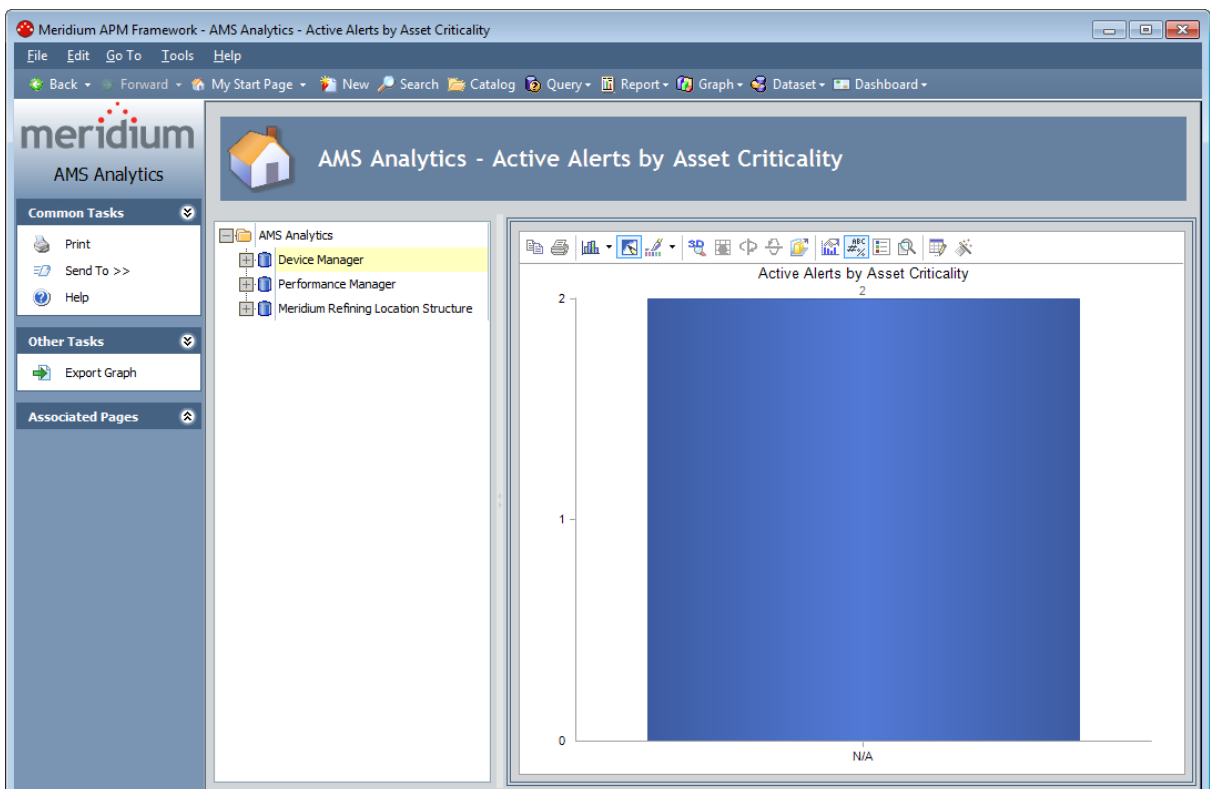 Meridium APM Framework - AMS Analytics - Active Alerts by Asset Criticality
File Edit Go To Tools Help
Back Forward My Start Page New Search Catalog Query Report Graph Dataset Dashboard
meridium
AMS Analytics
AMS Analytics - Active Alerts by Asset Criticality
Common Tasks
Print
Send To >>
Help
Other Tasks
Export Graph
Associated Pages
AMS Analytics
Device Manager
Performance Manager
Meridium Refining Location Structure
3D
ABC
#%
Active Alerts by Asset Criticality
2
2
1
0
N/A